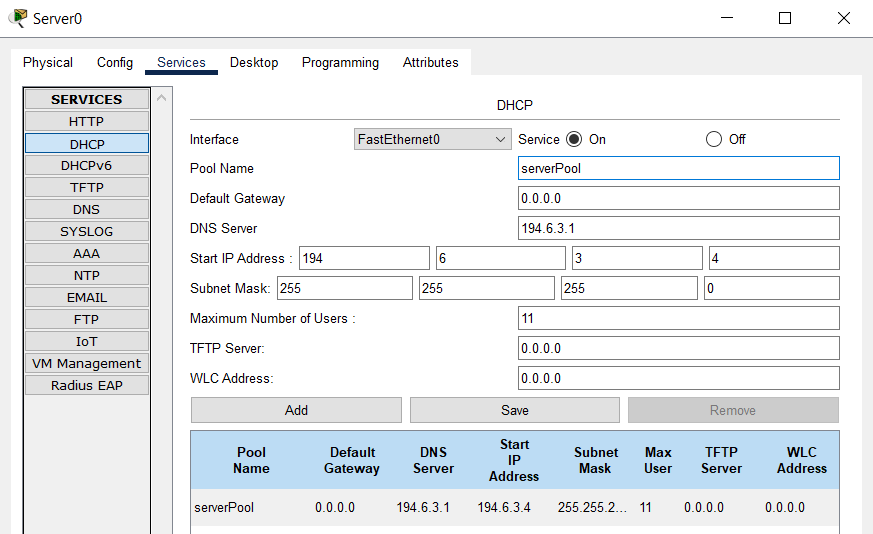 Server0
Physical Config Services Desktop Programming Attributes
SERVICES
HTTP
DHCP
DHCPv6
TFTP
DNS
SYSLOG
AAA
NTP
EMAIL
FTP
IoT
VM Management
Radius EAP
DHCP
Interface FastEthernet0 Service On Off
Pool Name serverPool
Default Gateway 0.0.0.0
DNS Server 194.6.3.1
Start IP Address : 194 6 3 4
Subnet Mask: 255 255 255 0
Maximum Number of Users : 11
TFTP Server: 0.0.0.0
WLC Address: 0.0.0.0
Add Save Remove
Pool Name Default Gateway DNS Server Start IP Address Subnet Mask Max User TFTP Server WLC Address
serverPool 0.0.0.0 194.6.3.1 194.6.3.4 255.255.2... 11 0.0.0.0 0.0.0.0